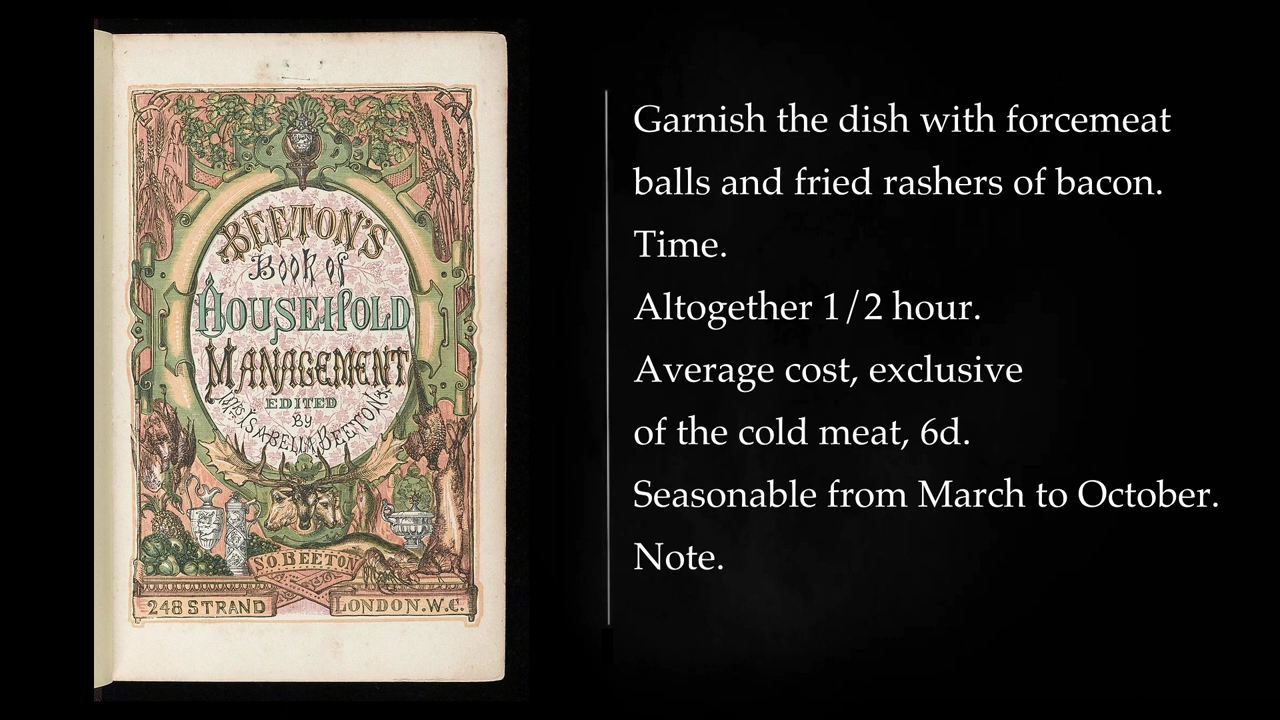 BEETON'S
Book of
HOUSEHOLD
MANAGEMENT
EDITED
BY
MRS ISABELLA BEETON
S.O. BEETON
248 STRAND
LONDON. W.C.
Garnish the dish with forcemeat
balls and fried rashers of bacon.
Time.
Altogether 1/2 hour.
Average cost, exclusive
of the cold meat, 6d.
Seasonable from March to October.
Note.